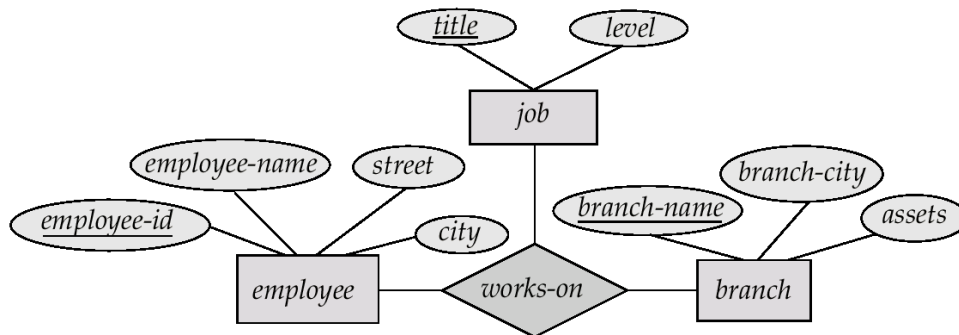 title
level
job
employee-name
street
branch-city
employee-id
branch-name
assets
city
employee
works-on
branch